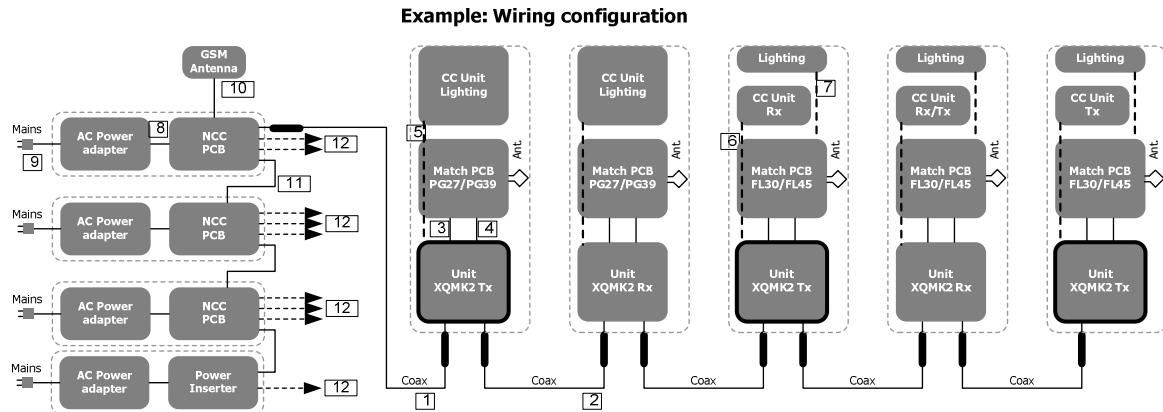 Example: Wiring configuration
GSM
Antenna
10
Mains
9
AC Power
adapter
8
NCC
PCB
12
11
Mains
AC Power
adapter
NCC
PCB
12
Mains
AC Power
adapter
NCC
PCB
12
Mains
AC Power
adapter
Power
Inserter
12
CC Unit
Lighting
5
Match PCB
PG27/PG39
Ant.
3
4
Unit
XQMK2 Tx
CC Unit
Lighting
Match PCB
PG27/PG39
Ant.
Unit
XQMK2 Rx
Lighting
7
CC Unit
Rx
6
Match PCB
FL30/FL45
Ant.
Unit
XQMK2 Tx
Lighting
CC Unit
Rx/Tx
Match PCB
FL30/FL45
Ant.
Unit
XQMK2 Rx
Lighting
CC Unit
Tx
Match PCB
FL30/FL45
Ant.
Unit
XQMK2 Tx
Coax
1
Coax
Coax
2
Coax
Coax
Coax